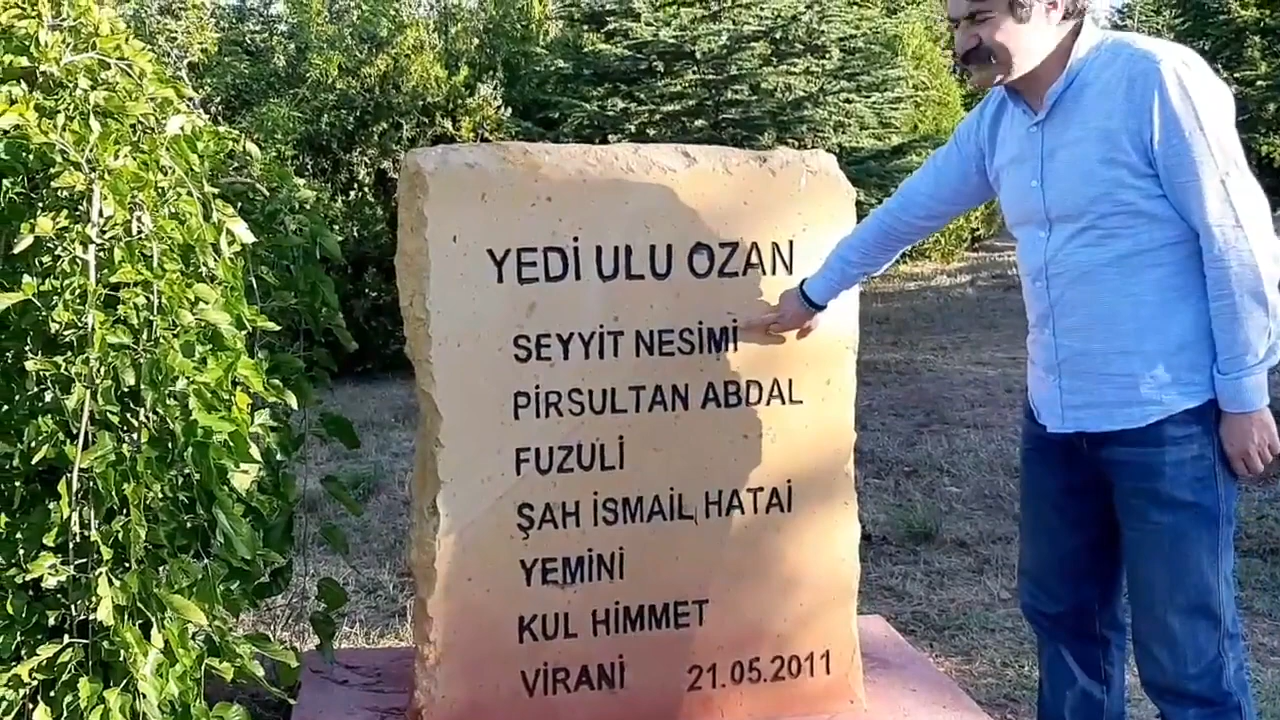 YEDİ ULU OZAN
SEYYİT NESİMİ
PİRSULTAN ABDAL
FUZULİ
ŞAH İSMAİL HATAİ
YEMİNİ
KUL HİMMET
VİRANİ 21.05.2011